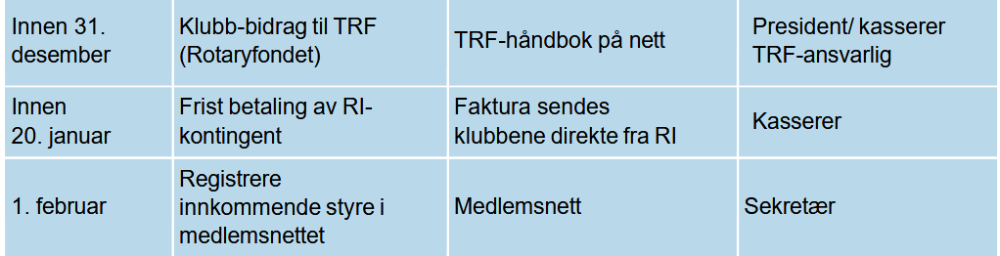 Innen 31.
desember
Klubb-bidrag til TRF
(Rotaryfondet)
TRF-håndbok på nett
President/ kasserer
TRF-ansvarlig
Innen
20. januar
Frist betaling av RI-
kontingent
Faktura sendes
klubbene direkte fra RI
Kasserer
1. februar
Registrere
innkommende styre i
medlemsnettet
Medlemsnett
Sekretær